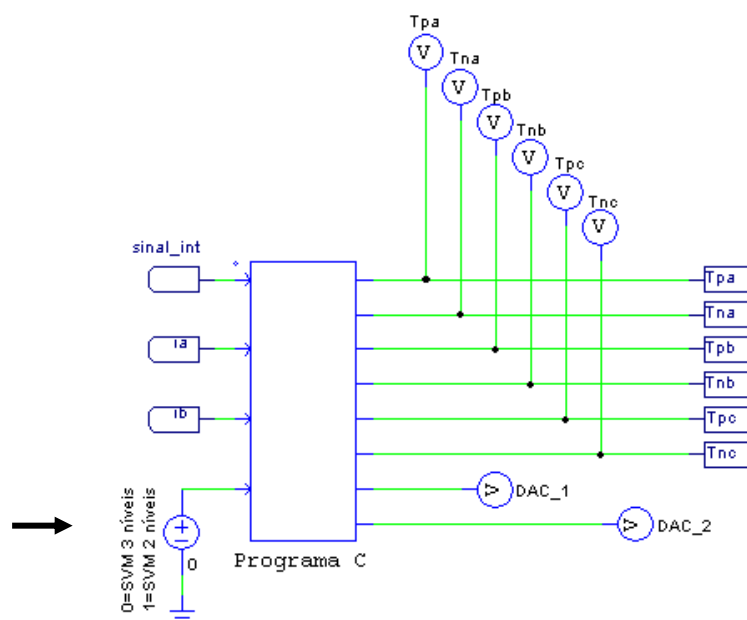 Tpa
Tna
Tpb
Tnb
Tpc
Tnc
V
V
V
V
V
V
sinal_int
Tpa
Tna
ia
Tpb
Tnb
ib
Tpc
Tnc
V
DAC_1
V
DAC_2
0=SVM 3 níveis
1=SVM 2 níveis
0
Programa C